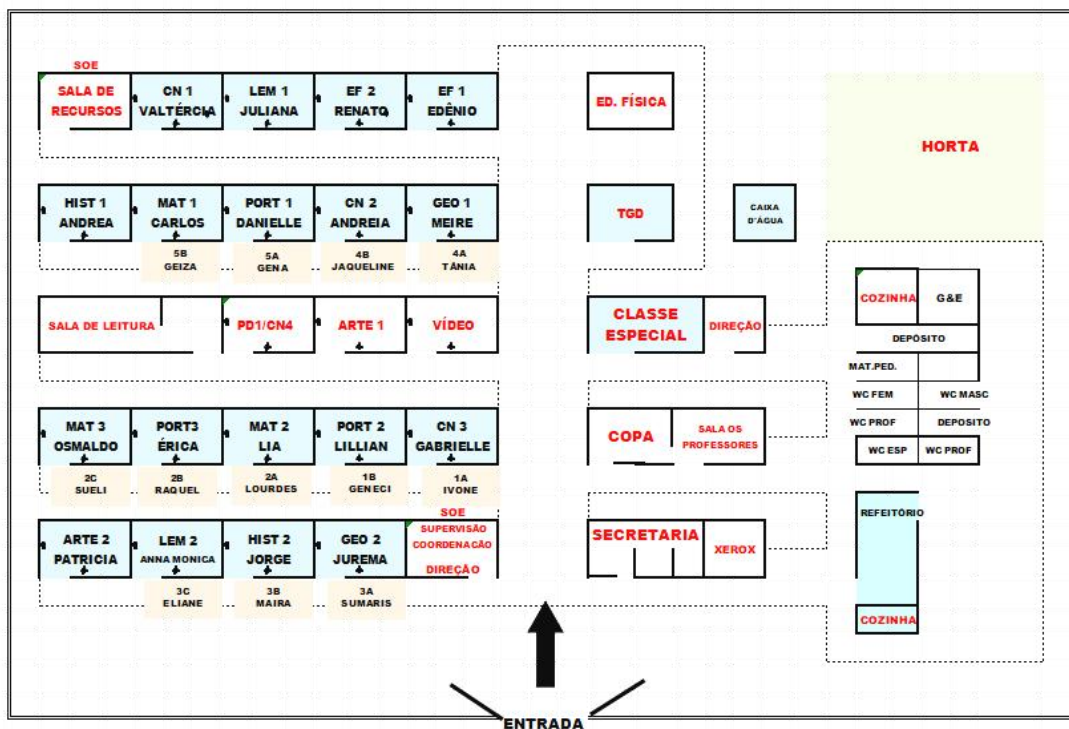 SOE
SALA DE
RECURSOS
CN 1
VALTÉRCIA
LEM 1
JULIANA
EF 2
RENATO
EF 1
EDÊNIO
ED. FÍSICA
HORTA
HIST 1
ANDREA
MAT 1
CARLOS
PORT 1
DANIELLE
CN 2
ANDREIA
GEO 1
MEIRE
TGD
CAIXA
D'ÁGUA
5B
GEIZA
5A
GENA
4B
JAQUELINE
4A
TÂNIA
SALA DE LEITURA
PD1/CN4
ARTE 1
VÍDEO
CLASSE
ESPECIAL
DIREÇÃO
COZINHA
G&E
DEPÓSITO
MAT.PED.
WC FEM
WC MASC
WC PROF
DEPOSITO
WC ESP
WC PROF
MAT 3
OSMALDO
PORT3
ÉRICA
MAT 2
LIA
PORT 2
LILLIAN
CN 3
GABRIELLE
COPA
SALA OS
PROFESSORES
2C
SUELI
2B
RAQUEL
2A
LOURDES
1B
GENECI
1A
IVONE
ARTE 2
PATRICIA
LEM 2
ANNA MONICA
HIST 2
JORGE
GEO 2
JUREMA
SOE
SUPERVISÃO
COORDENAÇÃO
DIREÇÃO
SECRETARIA
XEROX
REFEITÓRIO
COZINHA
3C
ELIANE
3B
MAIRA
3A
SUMARIS
ENTRADA